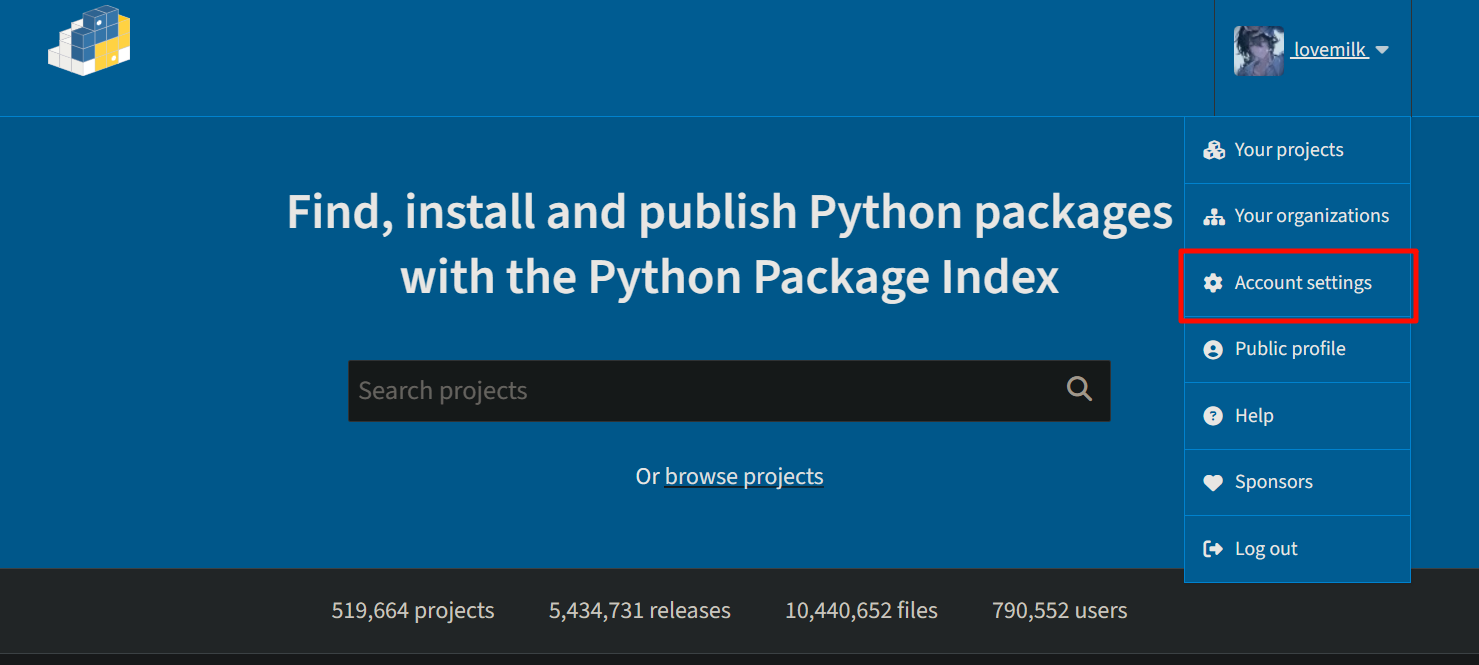 lovemilk
Your projects
Your organizations
Account settings
Public profile
Help
Sponsors
Log out
Find, install and publish Python packages
with the Python Package Index
Search projects
Or browse projects
519,664 projects 5,434,731 releases 10,440,652 files 790,552 users